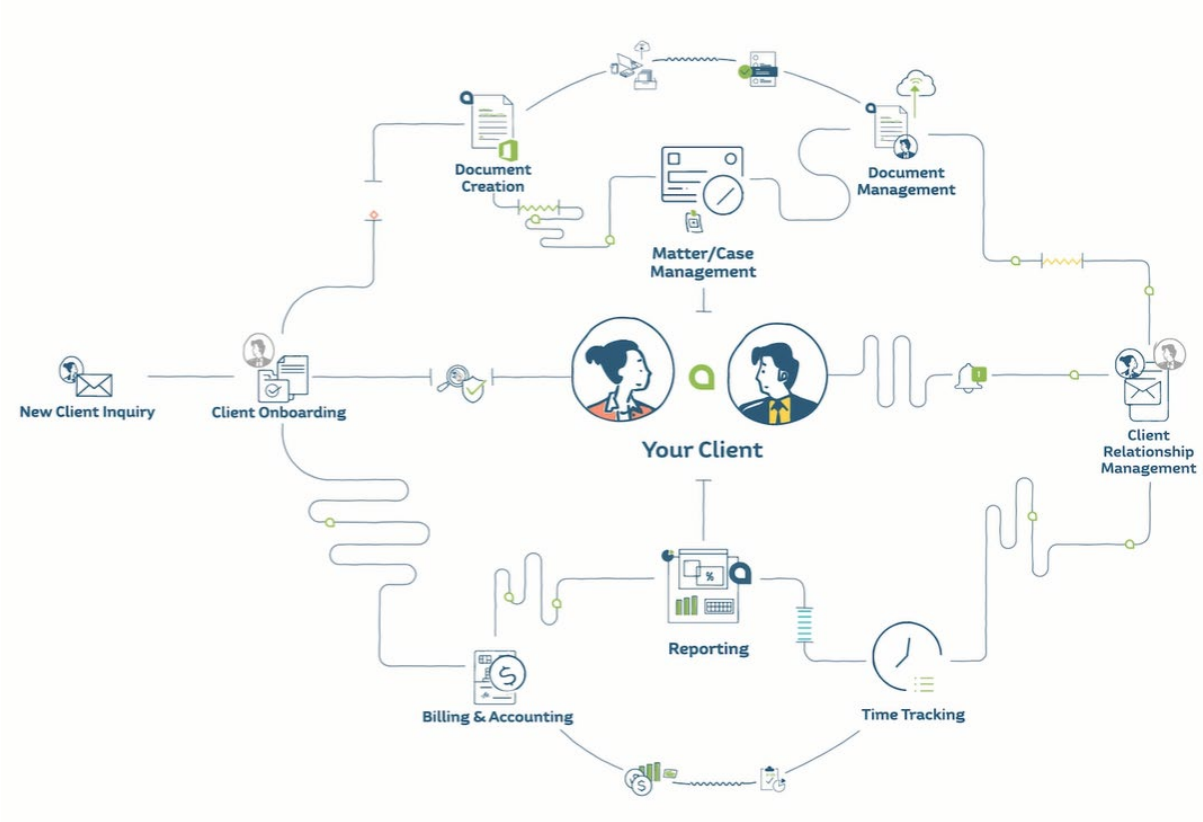 Document
Creation
Document
Management
Matter/Case
Management
New Client Inquiry
Client Onboarding
Your Client
Client
Relationship
Management
%
Reporting
$
Billing & Accounting
Time Tracking
$
$